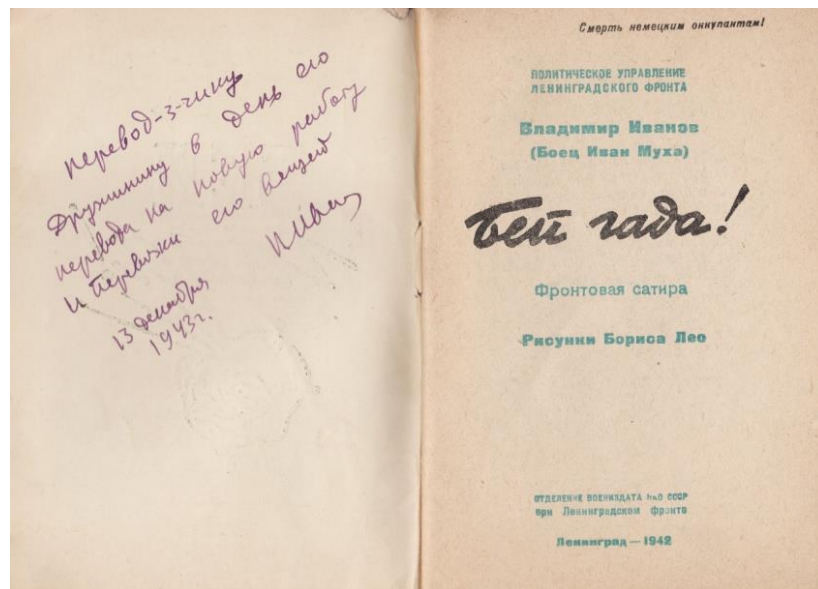 перевод-з-чику
Дружинину в день его
перевода на новую работу
и перевозки его вещей
13 декабря
1943г.
Смерть немецким оккупантам!
ПОЛИТИЧЕСКОЕ УПРАВЛЕНИЕ
ЛЕНИНГРАДСКОГО ФРОНТА
Владимир Иванов
(Боец Иван Муха)
Бей гада!
Фронтовая сатира
Рисунки Бориса Лео
ОТДЕЛЕНИЕ ВОЕНИЗДАТА НКО СССР
при Ленинградском фронте
Ленинград — 1942